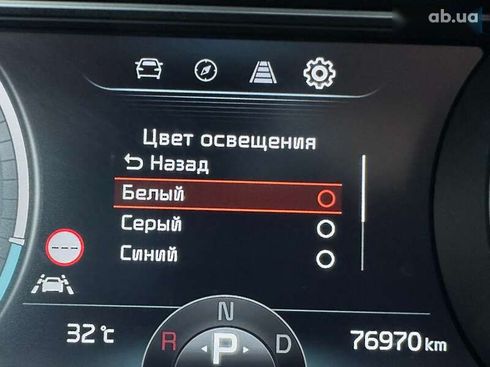 ab.ua
Цвет освещения
Назад
Белый
Серый
Синий
---
N
32°c R P D 76970 km